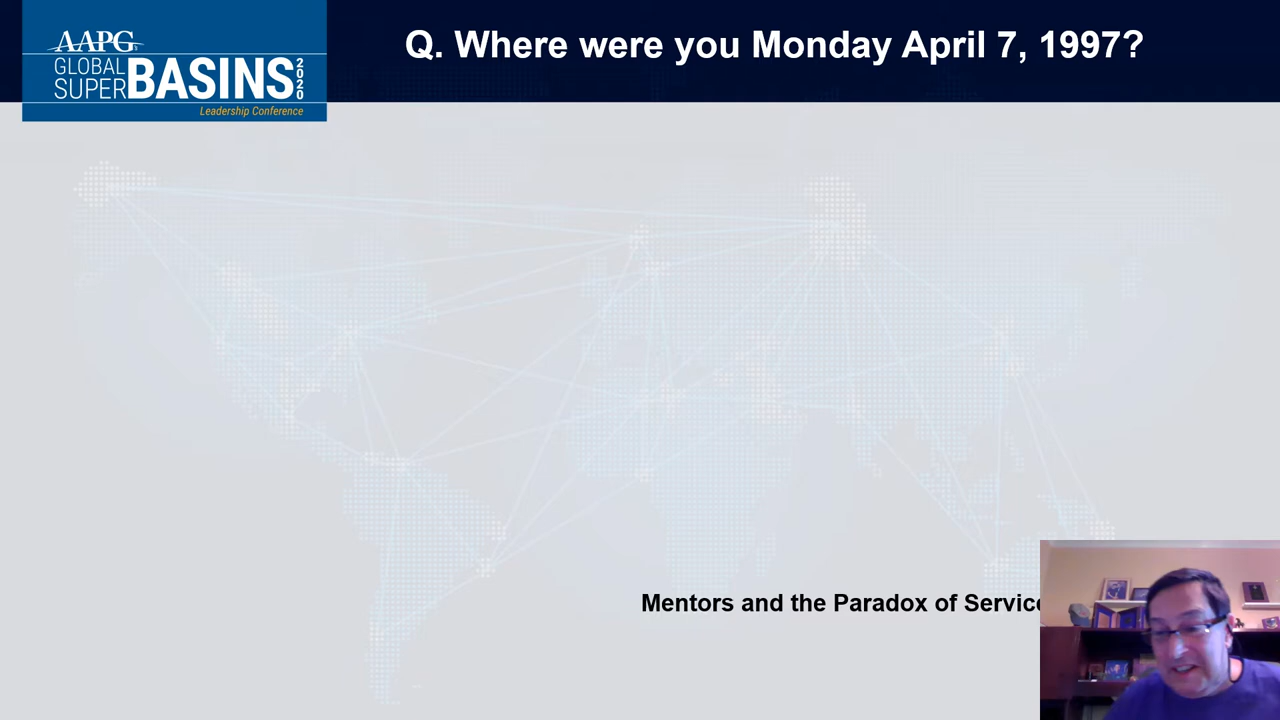 AAPG
GLOBAL
SUPER BASINS 2020
Leadership Conference
Q. Where were you Monday April 7, 1997?
Mentors and the Paradox of Service